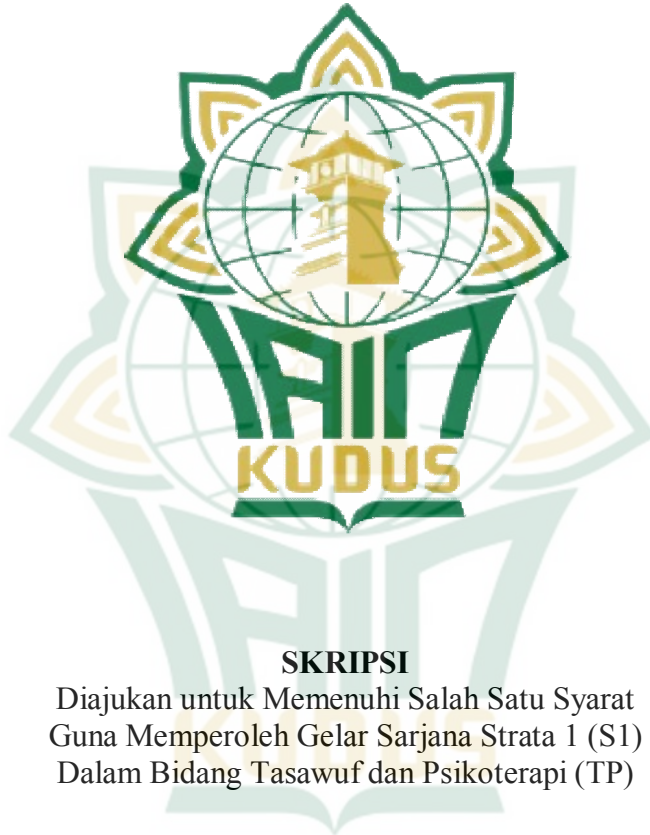 IAIN
KUDUS
SKRIPSI
Diajukan untuk Memenuhi Salah Satu Syarat
Guna Memperoleh Gelar Sarjana Strata 1 (S1)
Dalam Bidang Tasawuf dan Psikoterapi (TP)